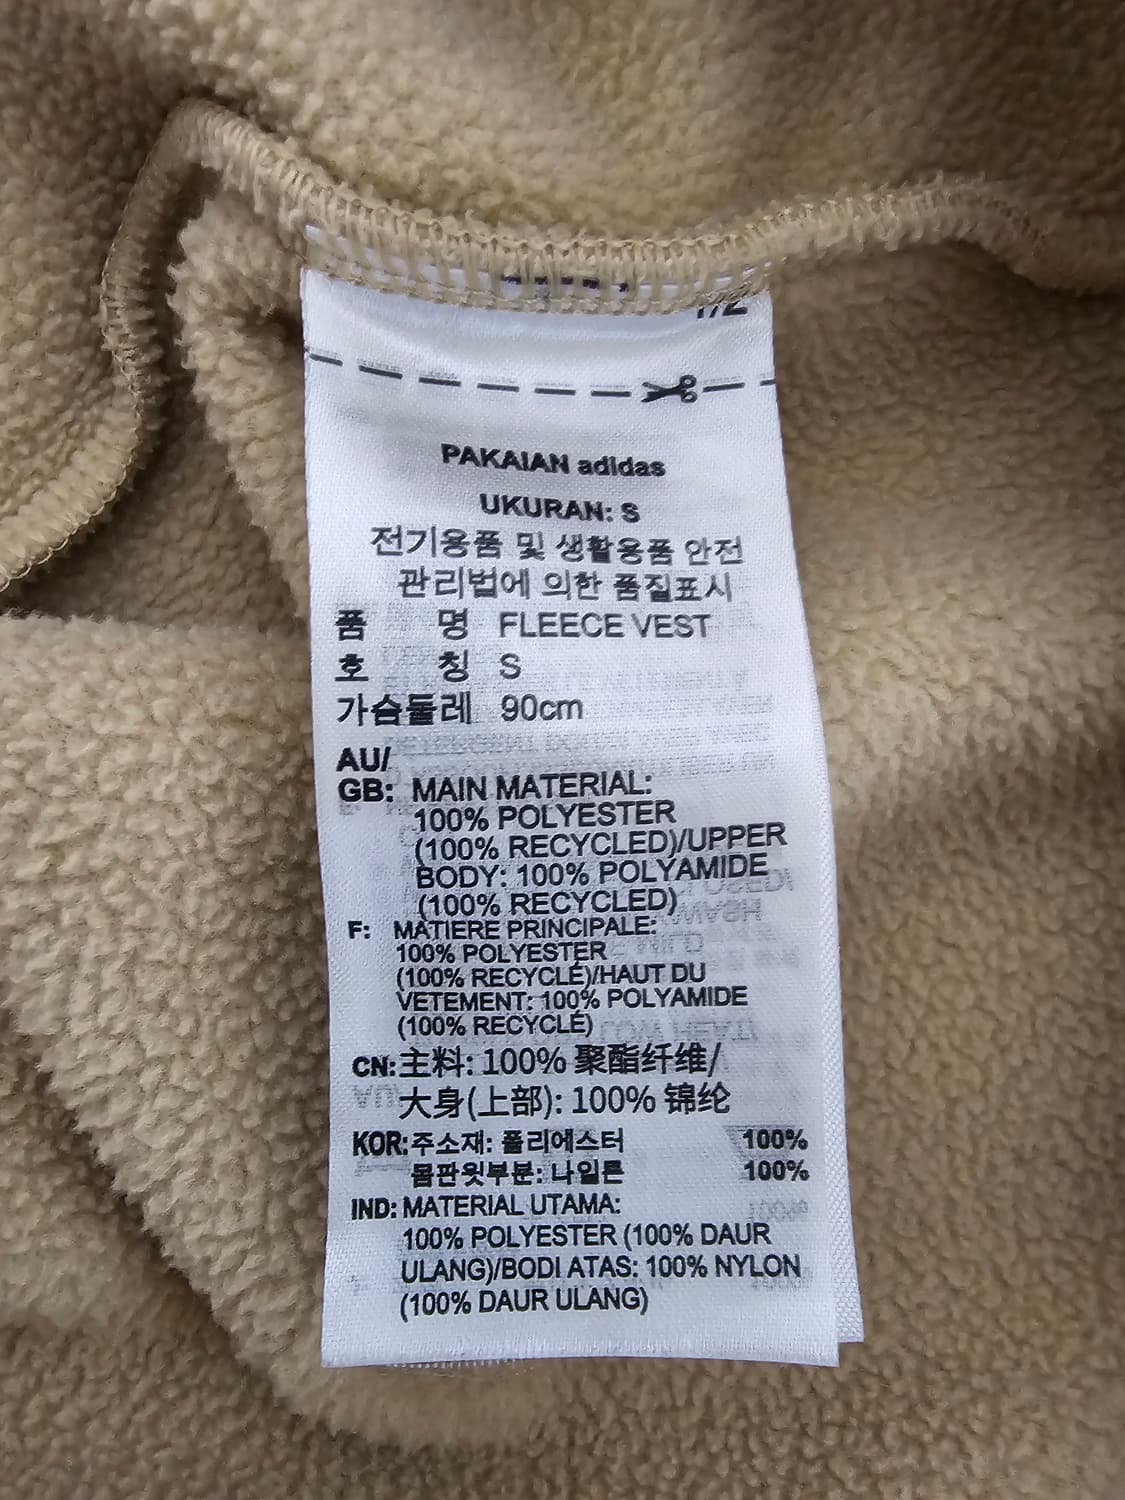 PAKAIAN adidas
UKURAN: S
전기용품 및 생활용품 안전
관리법에 의한 품질표시
품 명 FLEECE VEST
호 칭 S
가슴둘레 90cm
AU/
GB: MAIN MATERIAL:
100% POLYESTER
(100% RECYCLED)/UPPER
BODY: 100% POLYAMIDE
(100% RECYCLED)
F: MATIERE PRINCIPALE:
100% POLYESTER
(100% RECYCLÉ)/HAUT DU
VETEMENT: 100% POLYAMIDE
(100% RECYCLÉ)
CN: 主料: 100% 聚酯纤维/
大身(上部): 100% 锦纶
KOR: 주소재: 폴리에스터 100%
몸판윗부분: 나일론 100%
IND: MATERIAL UTAMA:
100% POLYESTER (100% DAUR
ULANG)/BODI ATAS: 100% NYLON
(100% DAUR ULANG)